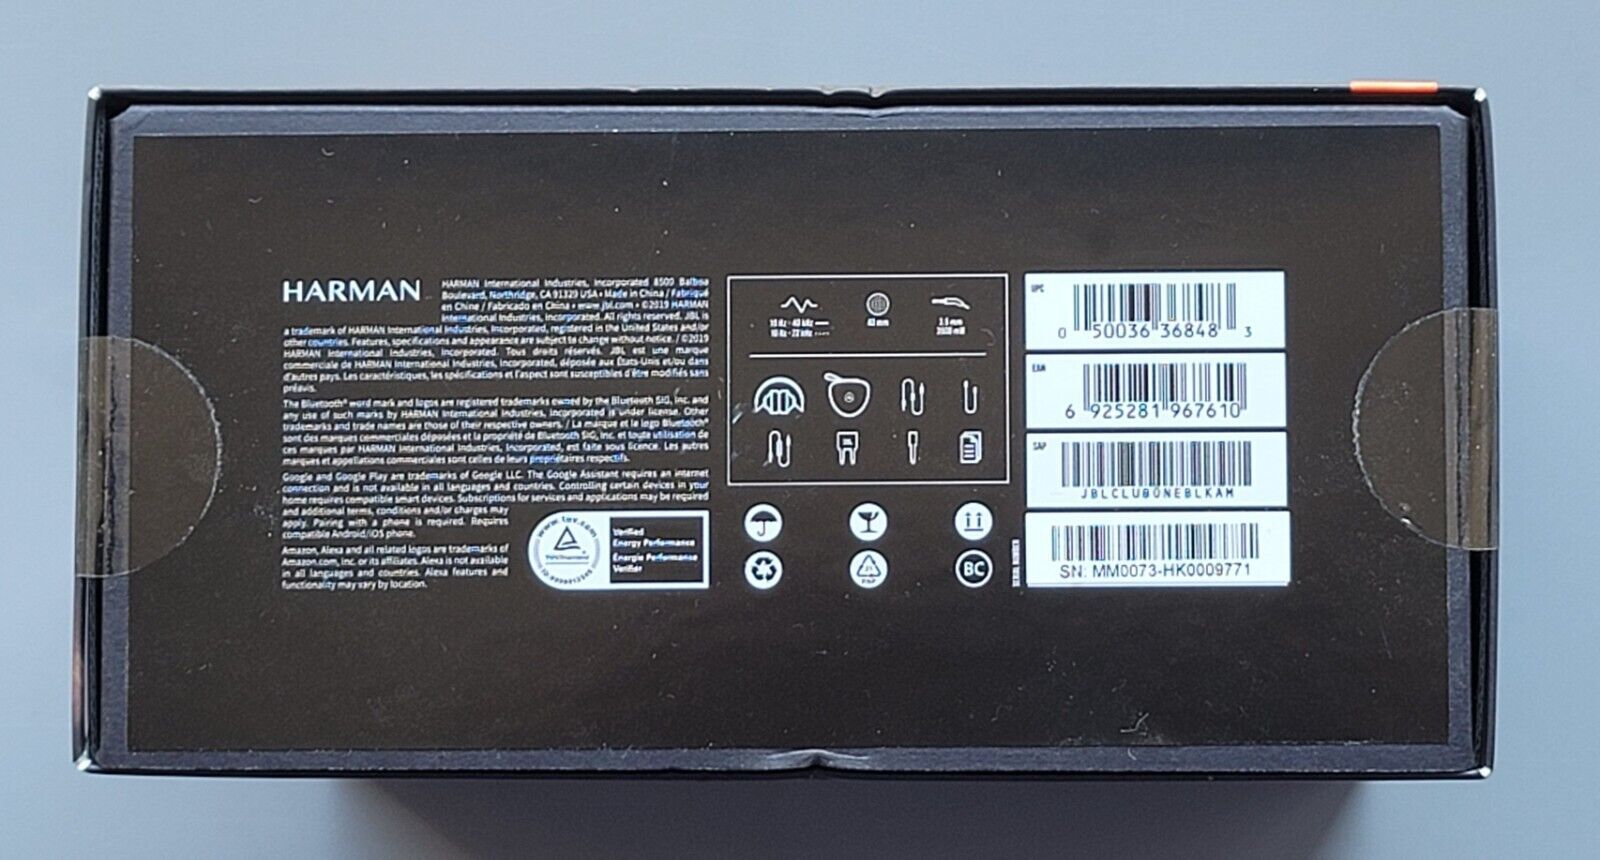 HARMAN
HARMAN International Industries, Incorporated 8500 Balboa
Boulevard, Northridge, CA 91329 USA • Made in China / Fabriqué
en Chine / Fabricado en China • www.jbl.com • ©2019 HARMAN
International Industries, Incorporated. All rights reserved. JBL is
a trademark of HARMAN International Industries, Incorporated, registered in the United States and/or
other countries. Features, specifications and appearance are subject to change without notice. / ©2019
HARMAN International Industries, Incorporated. Tous droits réservés. JBL est une marque
commerciale de HARMAN International Industries, Incorporated, déposée aux États-Unis et/ou dans
d'autres pays. Les caractéristiques, les spécifications et l'aspect sont susceptibles d'être modifiés sans
préavis.
The Bluetooth® word mark and logos are registered trademarks owned by the Bluetooth SIG, Inc. and
any use of such marks by HARMAN International Industries, Incorporated is under license. Other
trademarks and trade names are those of their respective owners. / La marque et le logo Bluetooth®
sont des marques commerciales déposées et la propriété de Bluetooth SIG, Inc. et toute utilisation de
ces marques par HARMAN International Industries, Incorporated, est faite sous licence. Les autres
marques et appellations commerciales sont celles de leurs propriétaires respectifs.
Google and Google Play are trademarks of Google LLC. The Google Assistant requires an internet
connection and is not available in all languages and countries. Controlling certain devices in your
home requires compatible smart devices. Subscriptions for services and applications may be required
and additional terms, conditions and/or charges may
apply. Pairing with a phone is required. Requires
compatible Android/iOS phone.
Amazon, Alexa and all related logos are trademarks of
Amazon.com, Inc. or its affiliates. Alexa is not available
in all languages and countries. Alexa features and
functionality may vary by location.
www.tuv.com
TÜVRheinland
Verified
Energy Performance
Energie Performance
Verifier
40 mm
3.5 mm
JBL
21
PAP
BC
SERIAL NUMBER
UPC
0 50036 36848 3
EAN
6 925281 967610
SAP
JBLCLUBONEBLKAM
SN: MM0073-HK0009771